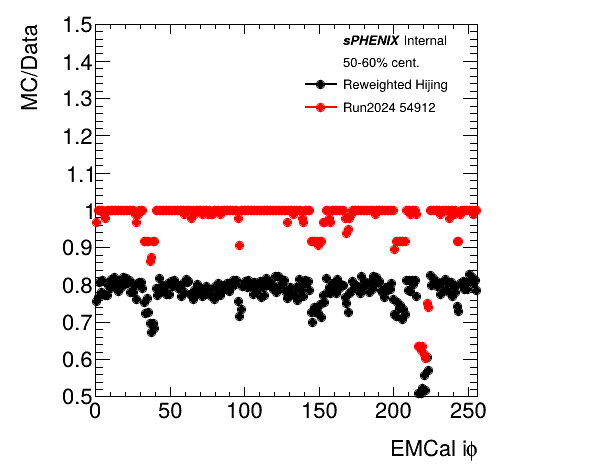 MC/Data
1.5
1.4
1.3
1.2
1.1
1
0.9
0.8
0.7
0.6
0.5
sPHENIX Internal
50-60% cent.
Reweighted Hijing
Run2024 54912
0 50 100 150 200 250
EMCal iϕ